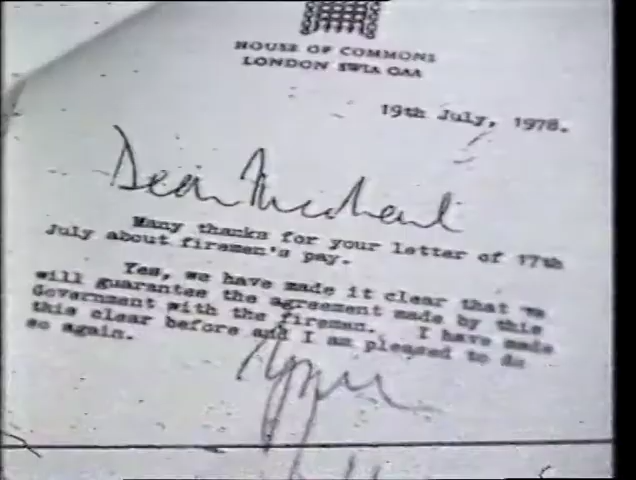 HOUSE OF COMMONS
LONDON SW1A 0AA
19th July, 1978.
Dear Michael
Many thanks for your letter of 17th
July about firemen's pay.
Yes, we have made it clear that we
will guarantee the agreement made by this
Government with the firemen. I have made
this clear before and I am pleased to do
so again.